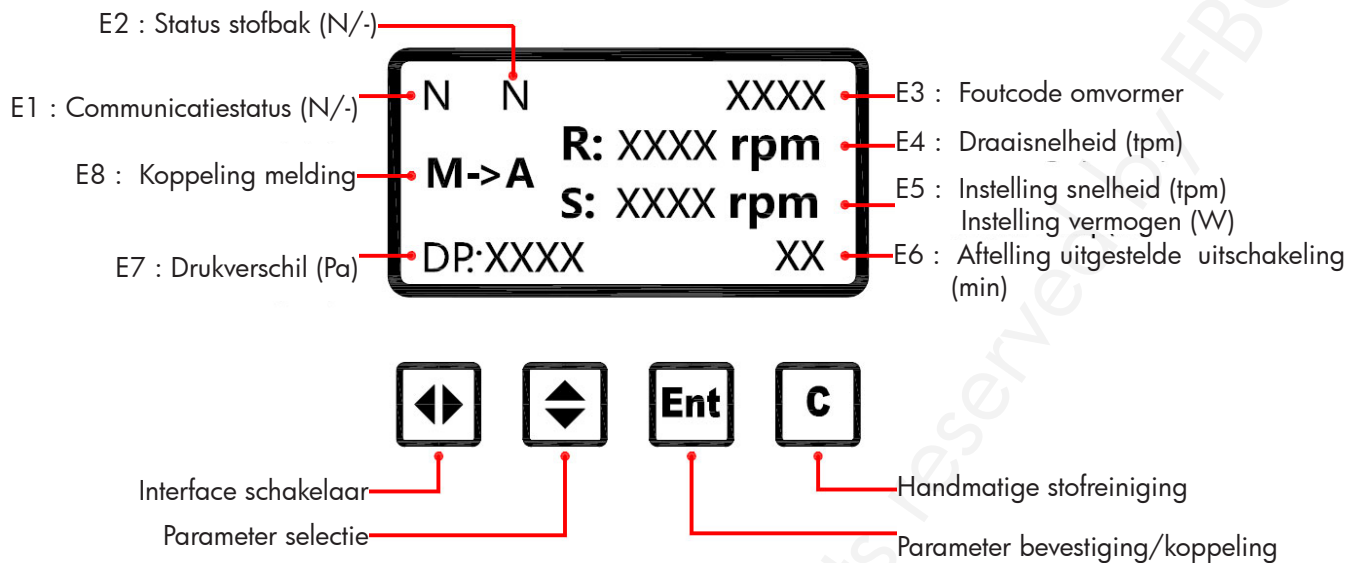 E2 : Status stofbak (N/-)
E1 : Communicatiestatus (N/-)
E8 : Koppeling melding
E7 : Drukverschil (Pa)
N N XXXX
R: XXXX rpm
M->A
S: XXXX rpm
DP.:XXXX XX
E3 : Foutcode omvormer
E4 : Draaisnelheid (tpm)
E5 : Instelling snelheid (tpm)
Instelling vermogen (W)
E6 : Aftelling uitgestelde uitschakeling
(min)
Ent C
Interface schakelaar
Parameter selectie
Handmatige stofreiniging
Parameter bevestiging/koppeling
reserved by